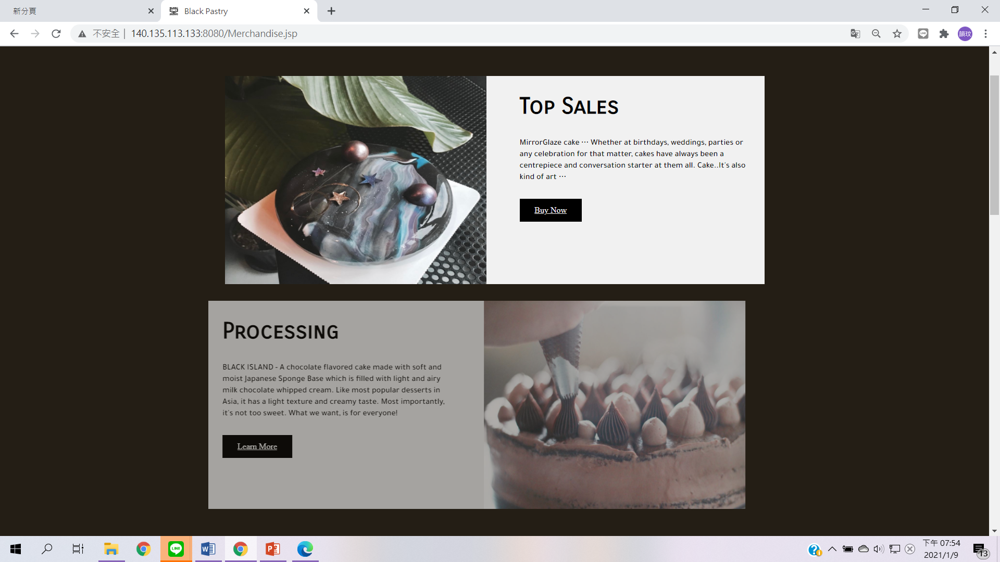 新分頁
Black Pastry
不安全 | 140.135.113.133:8080/Merchandise.jsp
韻玟
Top Sales
MirrorGlaze cake ⋯ Whether at birthdays, weddings, parties or
any celebration for that matter, cakes have always been a
centrepiece and conversation starter at them all. Cake..It's also
kind of art ⋯
Buy Now
Processing
BLACK ISLAND - A chocolate flavored cake made with soft and
moist Japanese Sponge Base which is filled with light and airy
milk chocolate whipped cream. Like most popular desserts in
Asia, it has a light texture and creamy taste. Most importantly,
it's not too sweet. What we want, is for everyone!
Learn More
LINE
下午 07:54
2021/1/9
13